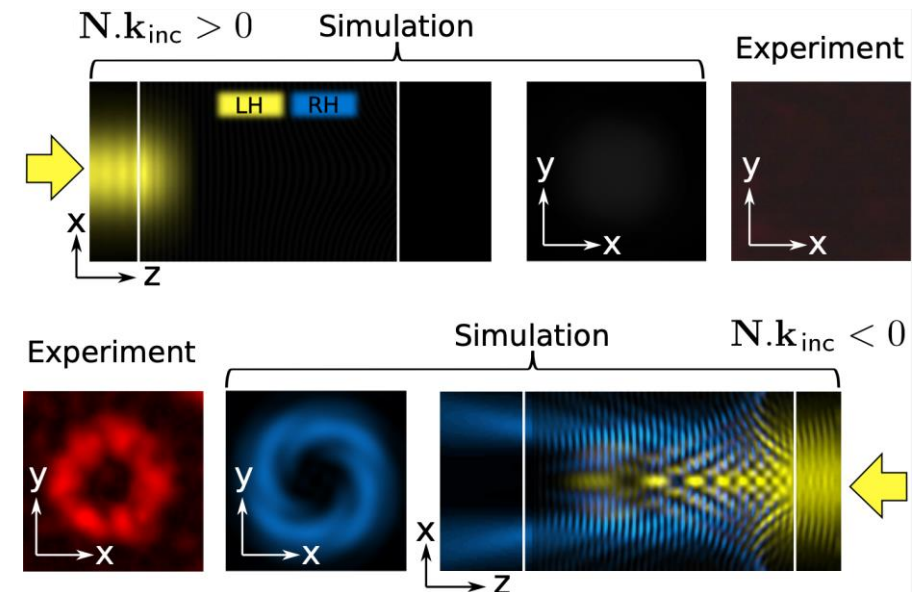 N.k_inc > 0
Simulation
Experiment
LH
RH
y
x
y
x
x
z
Experiment
Simulation
N.k_inc < 0
y
x
y
x
x
z